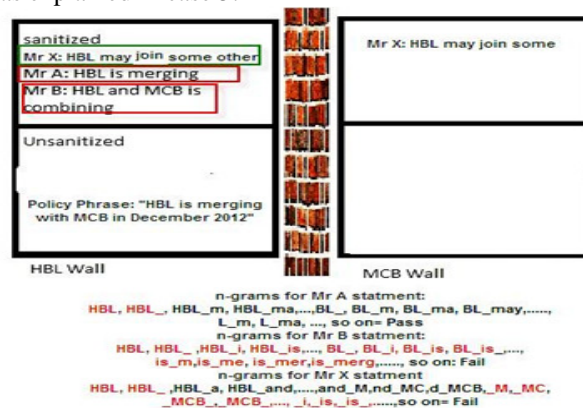 sanitized
Mr X: HBL may join some other
Mr A: HBL is merging
Mr B: HBL and MCB is
combining
Unsanitized
Policy Phrase: "HBL is merging
with MCB in December 2012"
HBL Wall
Mr X: HBL may join some
MCB Wall
n-grams for Mr A statment:
HBL, HBL_, HBL_m, HBL_ma,...,BL_, BL_m, BL_ma, BL_may,.....,
L_m, L_ma, ..., so on= Pass
n-grams for Mr B statment:
HBL, HBL_ ,HBL_i, HBL_is,..., BL_, BL_i, BL_is, BL_is_,...,
is_m,is_me, is_mer,is_merg,....., so on: Fail
n-grams for Mr X statment
HBL, HBL_ ,HBL_a, HBL_and,....,and_M,nd_MC,d_MCB,_M,_MC,
_MCB_,_MCB_,..., _i,_is,_is_,.....,so on= Fail